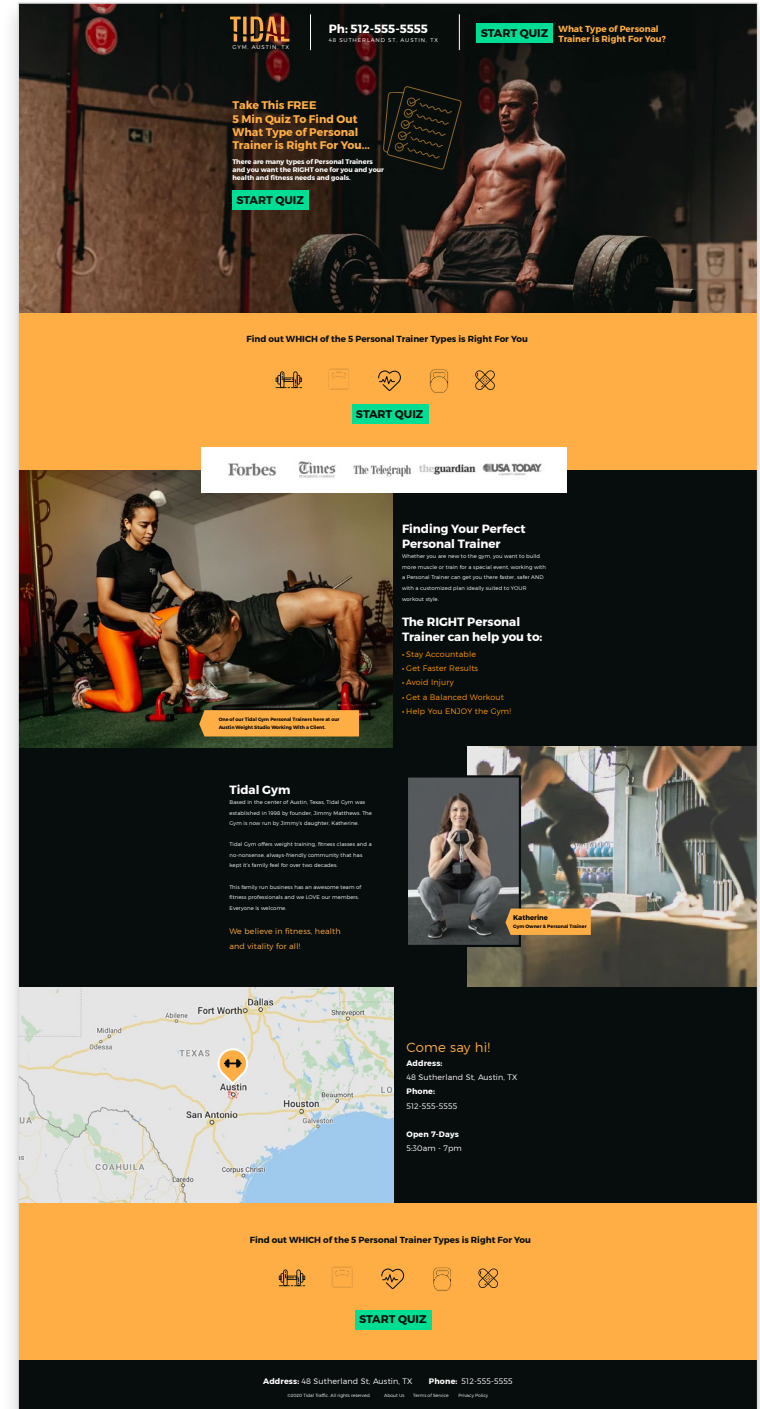 TIDAL
GYM, AUSTIN, TX
Ph: 512-555-5555
48 SUTHERLAND ST, AUSTIN, TX
START QUIZ
What Type of Personal
Trainer is Right For You?
Take This FREE
5 Min Quiz To Find Out
What Type of Personal
Trainer is Right For You...
There are many types of Personal Trainers
and you want the RIGHT one for you and your
health and fitness needs and goals.
START QUIZ
Find out WHICH of the 5 Personal Trainer Types is Right For You
START QUIZ
Forbes
Times
The Telegraph
theguardian
USA TODAY
Finding Your Perfect
Personal Trainer
Whether you are new to the gym, you want to build
more muscle or train for a special event, working with
a Personal Trainer can get you there faster, safer AND
with a customized plan ideally suited to YOUR
workout style.
The RIGHT Personal
Trainer can help you to:
• Stay Accountable
• Get Faster Results
• Avoid Injury
• Get a Balanced Workout
• Help You ENJOY the Gym!
One of our Tidal Gym Personal Trainers here at our
Austin Weight Studio Working With a Client.
Tidal Gym
Based in the center of Austin, Texas, Tidal Gym was
established in 1998 by founder, Jimmy Matthews. The
Gym is now run by Jimmy's daughter, Katherine.
Tidal Gym offers weight training, fitness classes and a
no-nonsense, always-friendly community that has
kept it's family feel for over two decades.
This family run business has an awesome team of
fitness professionals and we LOVE our members.
Everyone is welcome.
We believe in fitness, health
and vitality for all!
Katherine
Gym Owner & Personal Trainer
Dallas
Fort Worth
Abilene
Shreveport
Midland
Odessa
TEXAS
Austin
LO
Beaumont
Houston
San Antonio
Galveston
UA
COAHUILA
Corpus Christi
Laredo
Come say hi!
Address:
48 Sutherland St, Austin, TX
Phone:
512-555-5555
Open 7-Days
5:30am - 7pm
Find out WHICH of the 5 Personal Trainer Types is Right For You
START QUIZ
Address: 48 Sutherland St, Austin, TX Phone: 512-555-5555
©2020 Tidal Traffic. All rights reserved. About Us Terms of Service Privacy Policy